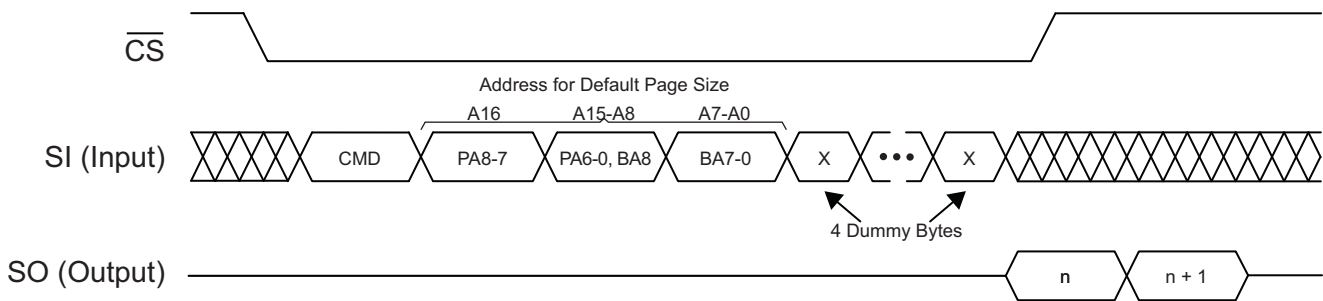 CS
Address for Default Page Size
A16 A15-A8 A7-A0
SI (Input) CMD PA8-7 PA6-0, BA8 BA7-0 X ••• X
4 Dummy Bytes
SO (Output) n n + 1